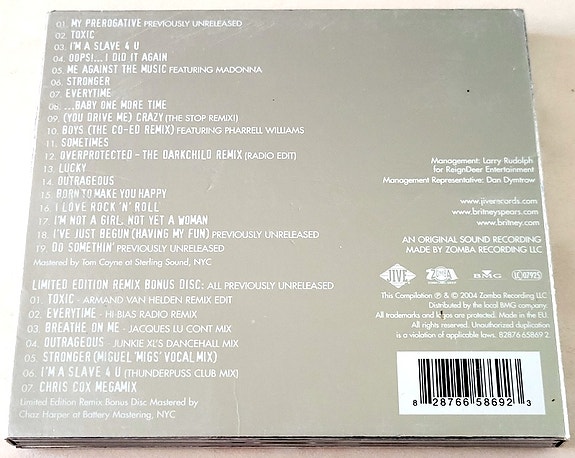 01. MY PREROGATIVE PREVIOUSLY UNRELEASED
02. TOXIC
03. I'M A SLAVE 4 U
04. OOPS!... I DID IT AGAIN
05. ME AGAINST THE MUSIC FEATURING MADONNA
06. STRONGER
07. EVERYTIME
08. ...BABY ONE MORE TIME
09. (YOU DRIVE ME) CRAZY (THE STOP REMIX!)
10. BOYS (THE CO-ED REMIX) FEATURING PHARRELL WILLIAMS
11. SOMETIMES
12. OVERPROTECTED - THE DARKCHILD REMIX (RADIO EDIT)
13. LUCKY
14. OUTRAGEOUS
15. BORN TO MAKE YOU HAPPY
16. I LOVE ROCK 'N' ROLL
17. I'M NOT A GIRL, NOT YET A WOMAN
18. I'VE JUST BEGUN (HAVING MY FUN) PREVIOUSLY UNRELEASED
19. DO SOMETHIN' PREVIOUSLY UNRELEASED
Mastered by Tom Coyne at Sterling Sound, NYC
LIMITED EDITION REMIX BONUS DISC: ALL PREVIOUSLY UNRELEASED
01. TOXIC - ARMAND VAN HELDEN REMIX EDIT
02. EVERYTIME - HI-BIAS RADIO REMIX
03. BREATHE ON ME - JACQUES LU CONT MIX
04. OUTRAGEOUS - JUNKIE XL'S DANCEHALL MIX
05. STRONGER (MIGUEL 'MIGS' VOCAL MIX)
06. I'M A SLAVE 4 U (THUNDERPUSS CLUB MIX)
07. CHRIS COX MEGAMIX
Limited Edition Remix Bonus Disc Mastered by
Chaz Harper at Battery Mastering, NYC
Management: Larry Rudolph
for ReignDeer Entertainment
Management Representative: Dan Dymtrow
www.jiverecords.com
www.britneyspears.com
www.britney.com
AN ORIGINAL SOUND RECORDING
MADE BY ZOMBA RECORDING LLC
JIVE ZOMBA BMG LC 07925
This Compilation ℗ & © 2004 Zomba Recording LLC
Distributed by the local BMG company.
All trademarks and logos are protected. Made in the EU.
All rights reserved. Unauthorized duplication
is a violation of applicable laws. 82876 65869 2.
8 28766 58692 3